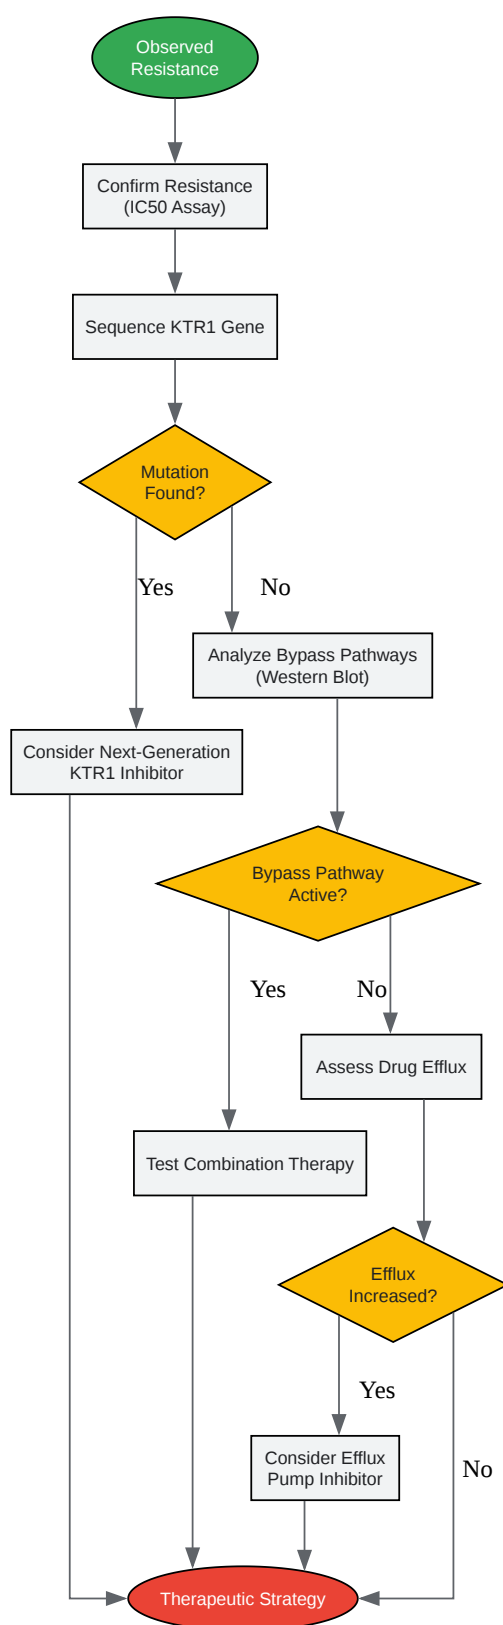 Observed
Resistance
Confirm Resistance
(IC50 Assay)
Sequence KTR1 Gene
Mutation
Found?
Yes
No
Analyze Bypass Pathways
(Western Blot)
Consider Next-Generation
KTR1 Inhibitor
Bypass Pathway
Active?
Yes
No
Assess Drug Efflux
Test Combination Therapy
Efflux
Increased?
Yes
Consider Efflux
Pump Inhibitor
No
Therapeutic Strategy